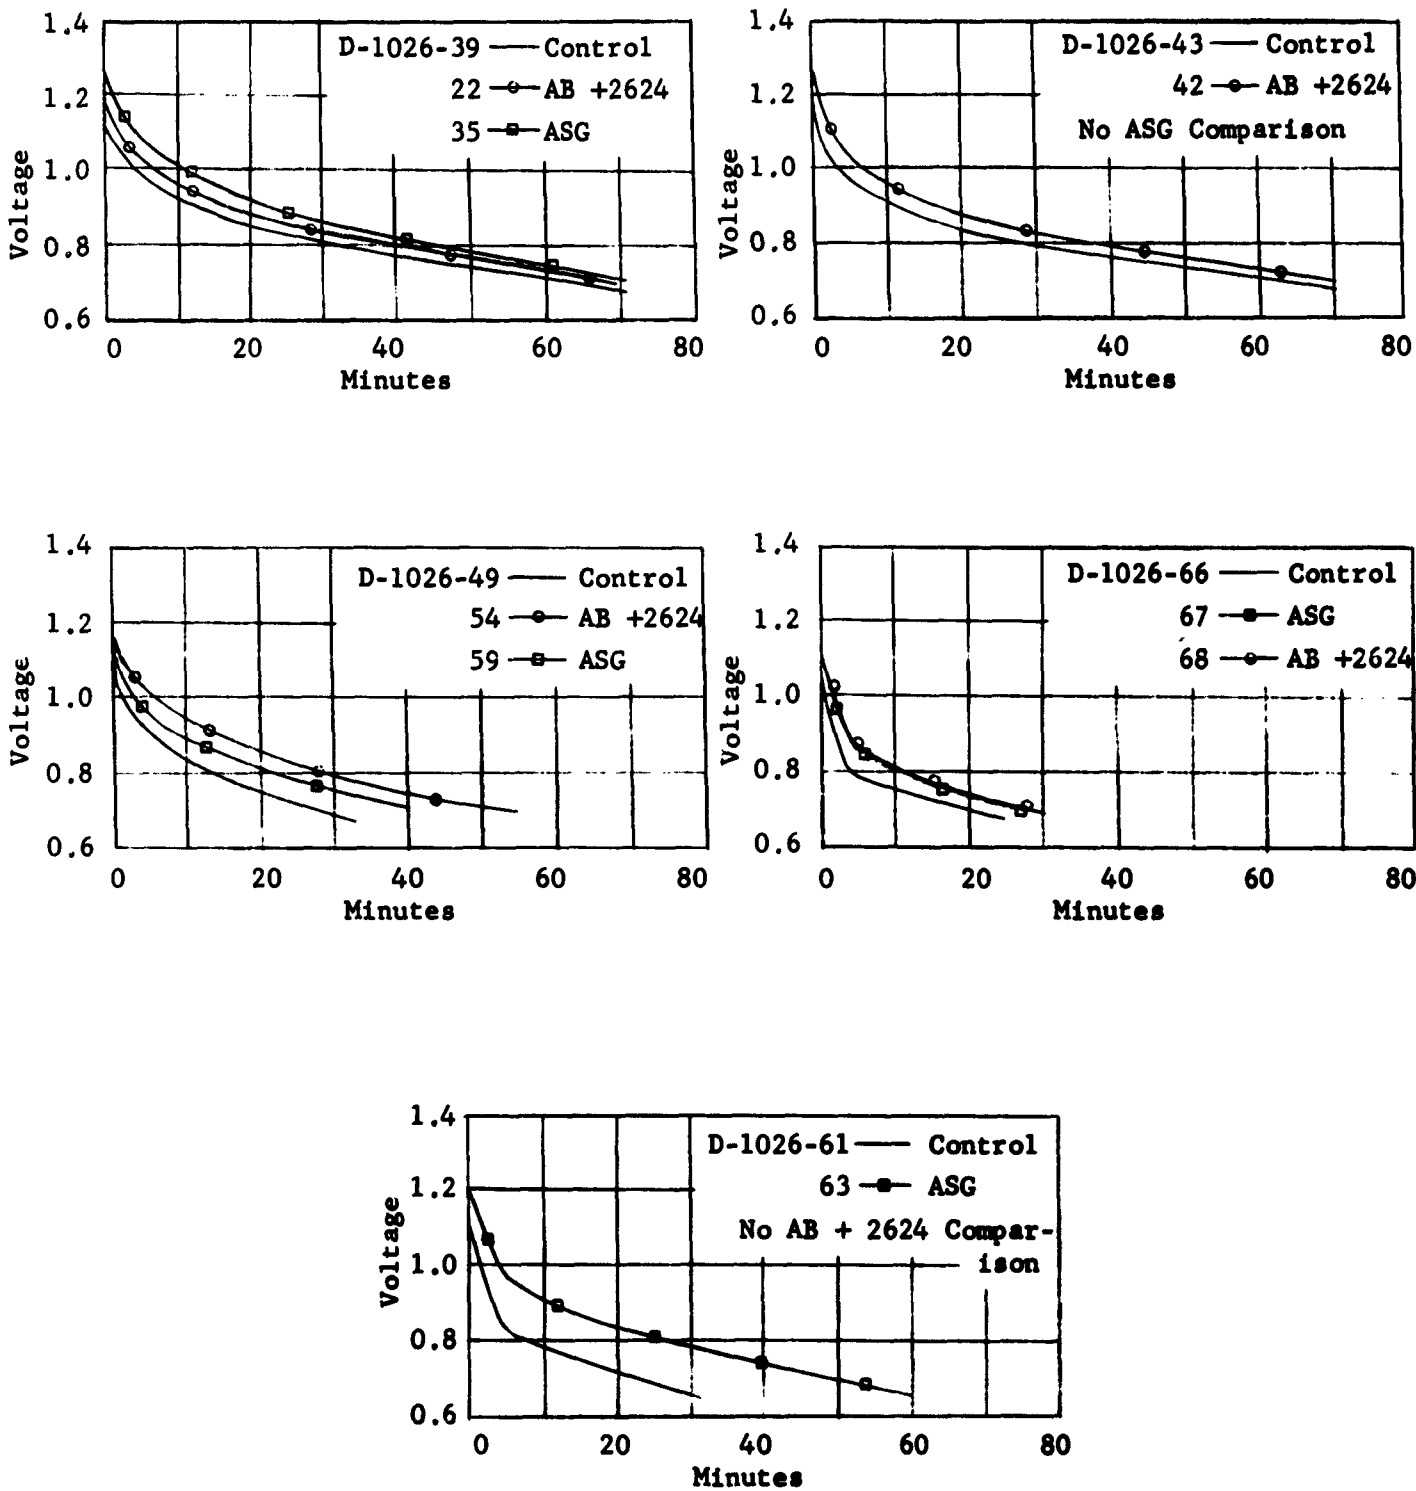 1.4
1.2
1.0
0.8
0.6
Voltage
D-1026-39 Control
22 AB +2624
35 ASG
0 20 40 60 80
Minutes
1.4
1.2
1.0
0.8
0.6
Voltage
D-1026-43 Control
42 AB +2624
No ASG Comparison
0 20 40 60 80
Minutes
1.4
1.2
1.0
0.8
0.6
Voltage
D-1026-49 Control
54 AB +2624
59 ASG
0 20 40 60 80
Minutes
1.4
1.2
1.0
0.8
0.6
Voltage
D-1026-66 Control
67 ASG
68 AB +2624
0 20 40 60 80
Minutes
1.4
1.2
1.0
0.8
0.6
Voltage
D-1026-61 Control
63 ASG
No AB + 2624 Compar-
ison
0 20 40 60 80
Minutes